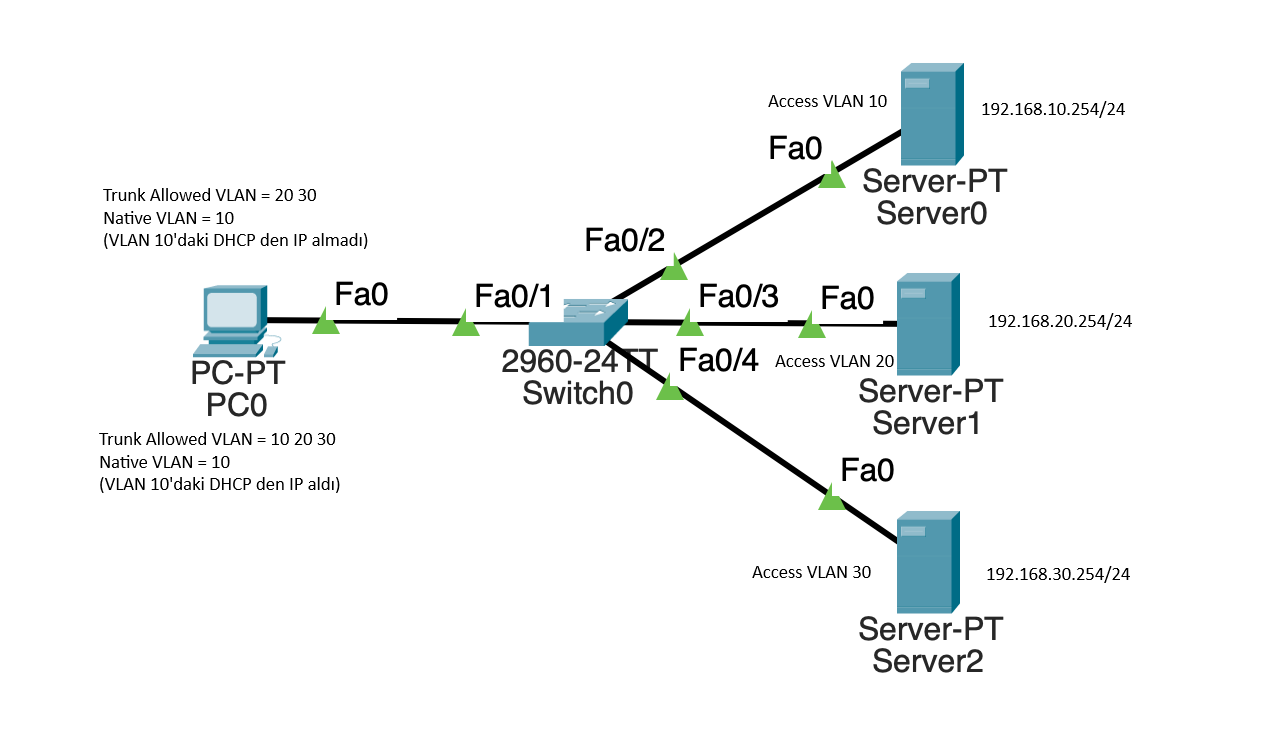 Access VLAN 10
192.168.10.254/24
Fa0
Server-PT
Server0
Trunk Allowed VLAN = 20 30
Native VLAN = 10
(VLAN 10'daki DHCP den IP almadı)
Fa0/2
Fa0
Fa0/1
Fa0/3
Fa0
192.168.20.254/24
PC-PT
PC0
2960-24TT
Switch0
Fa0/4
Access VLAN 20
Server-PT
Server1
Trunk Allowed VLAN = 10 20 30
Native VLAN = 10
(VLAN 10'daki DHCP den IP aldı)
Fa0
Access VLAN 30
192.168.30.254/24
Server-PT
Server2